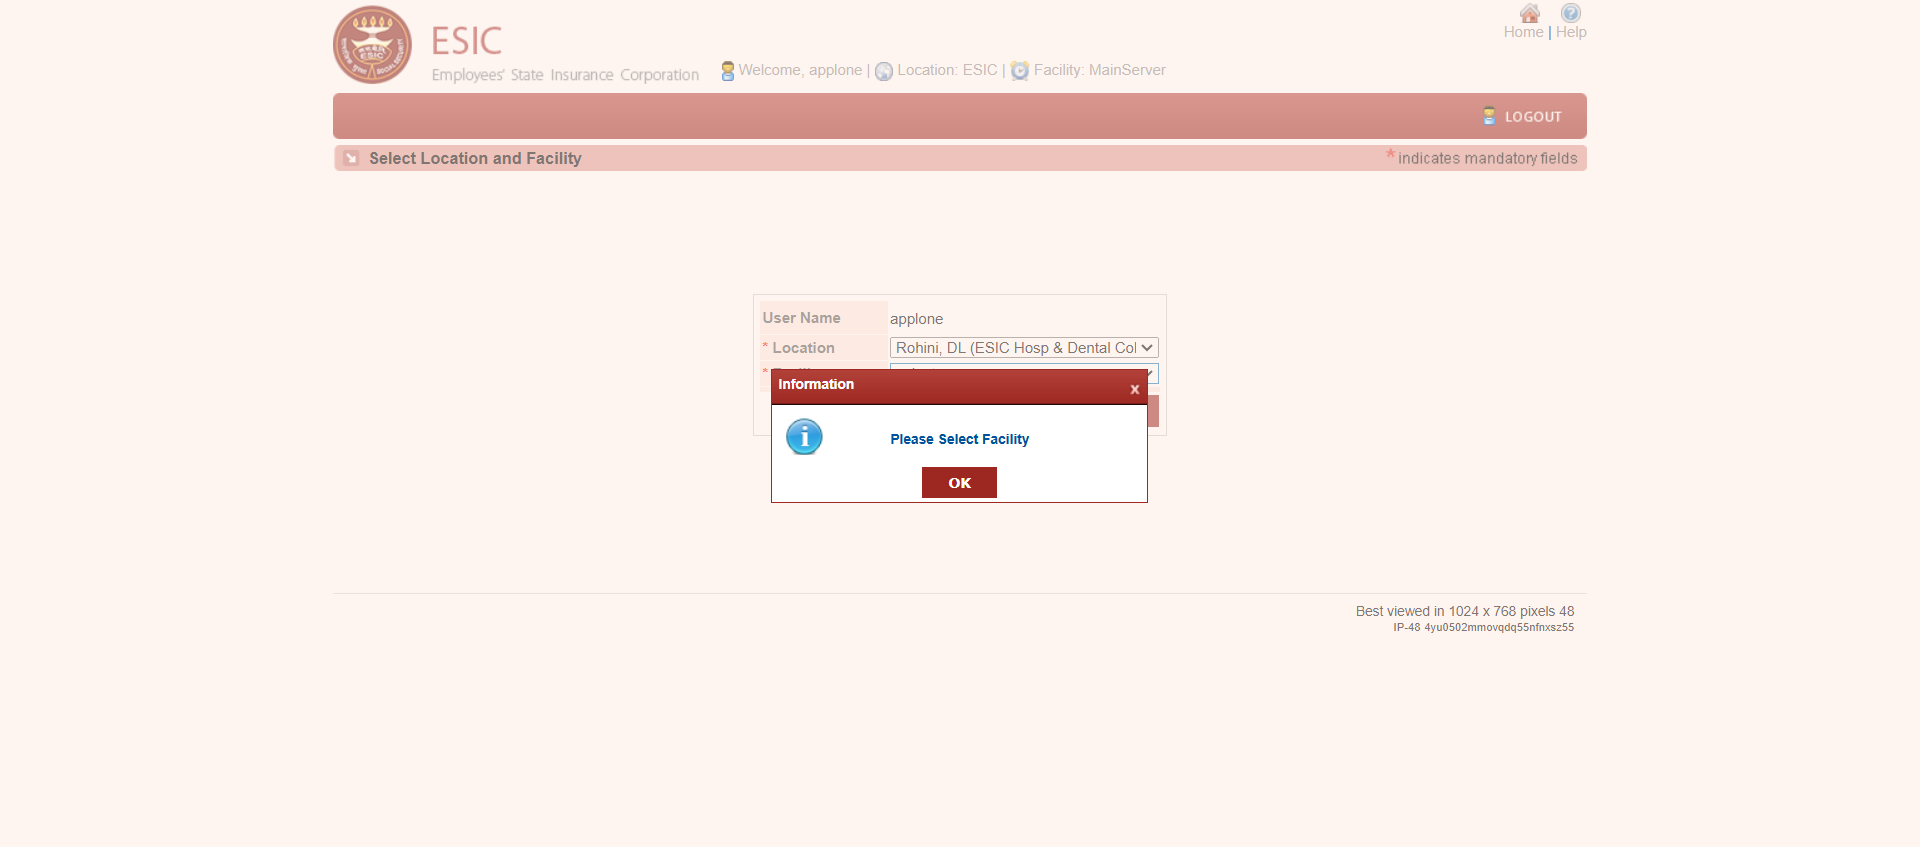 ESIC
Employees' State Insurance Corporation
Welcome, applone | Location: ESIC | Facility: MainServer
Home | Help
LOGOUT
Select Location and Facility
* indicates mandatory fields
User Name
applone
* Location
Rohini, DL (ESIC Hosp & Dental Col
*
Information
x
Please Select Facility
OK
Best viewed in 1024 x 768 pixels 48
IP-48 4yu0502mmovqdq55nfnxsz55